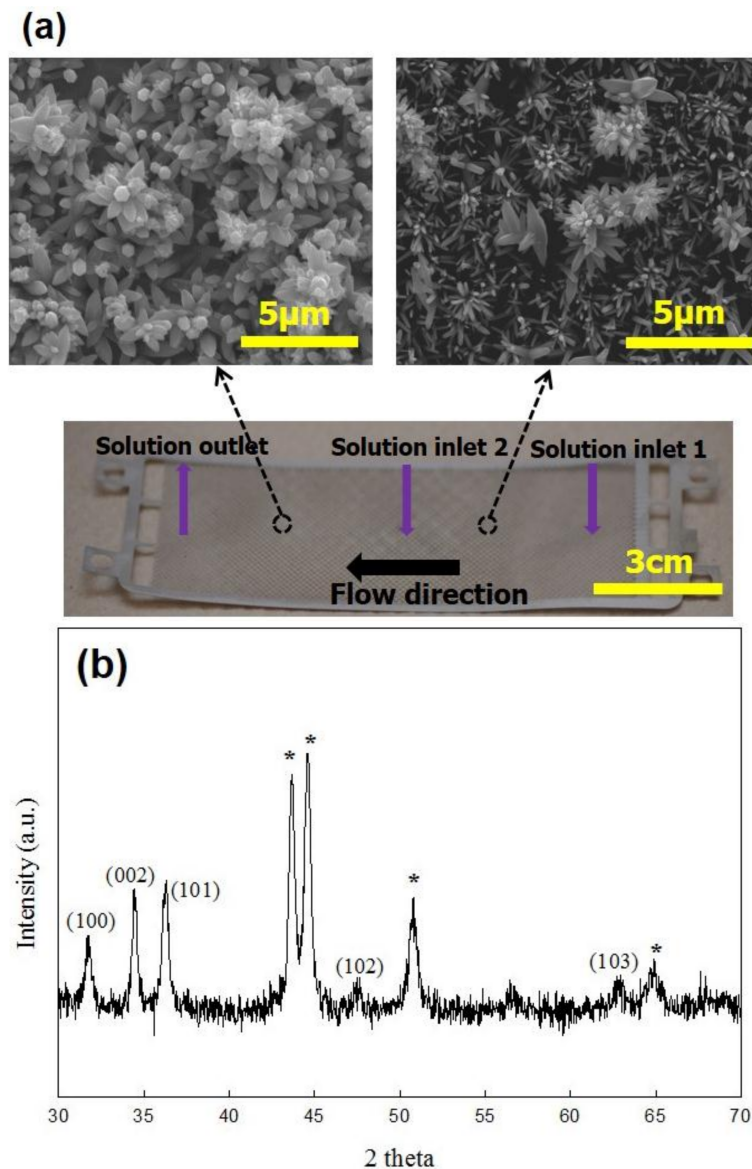 (a)
5μm
5μm
Solution outlet
Solution inlet 2
Solution inlet 1
3cm
Flow direction
(b)
Intensity (a.u.)
(100)
(002)
(101)
*
*
(102)
*
(103)
*
30 35 40 45 50 55 60 65 70
2 theta